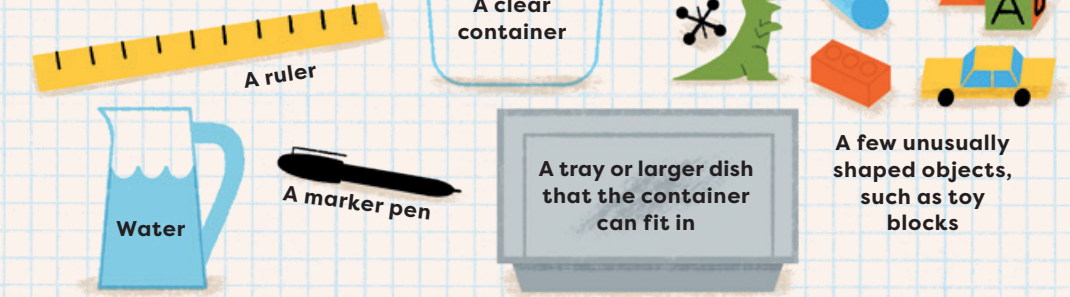 A clear
container
A ruler
A
Water
A marker pen
A tray or larger dish
that the container
can fit in
A few unusually
shaped objects,
such as toy
blocks